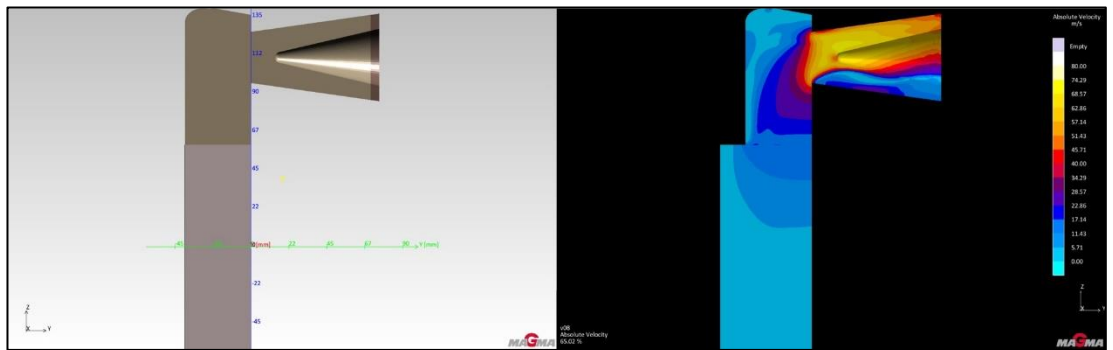 135
112
90
67
45
22
0[mm]
45
22
45
67
90
Y [mm]
-22
-45
Z
X
Y
MAGMA
Absolute Velocity
m/s
Empty
80.00
74.29
68.57
62.86
57.14
51.43
45.71
40.00
34.29
28.57
22.86
17.14
11.43
5.71
0.00
v08
Absolute Velocity
65.02 %
Z
X
Y
MAGMA